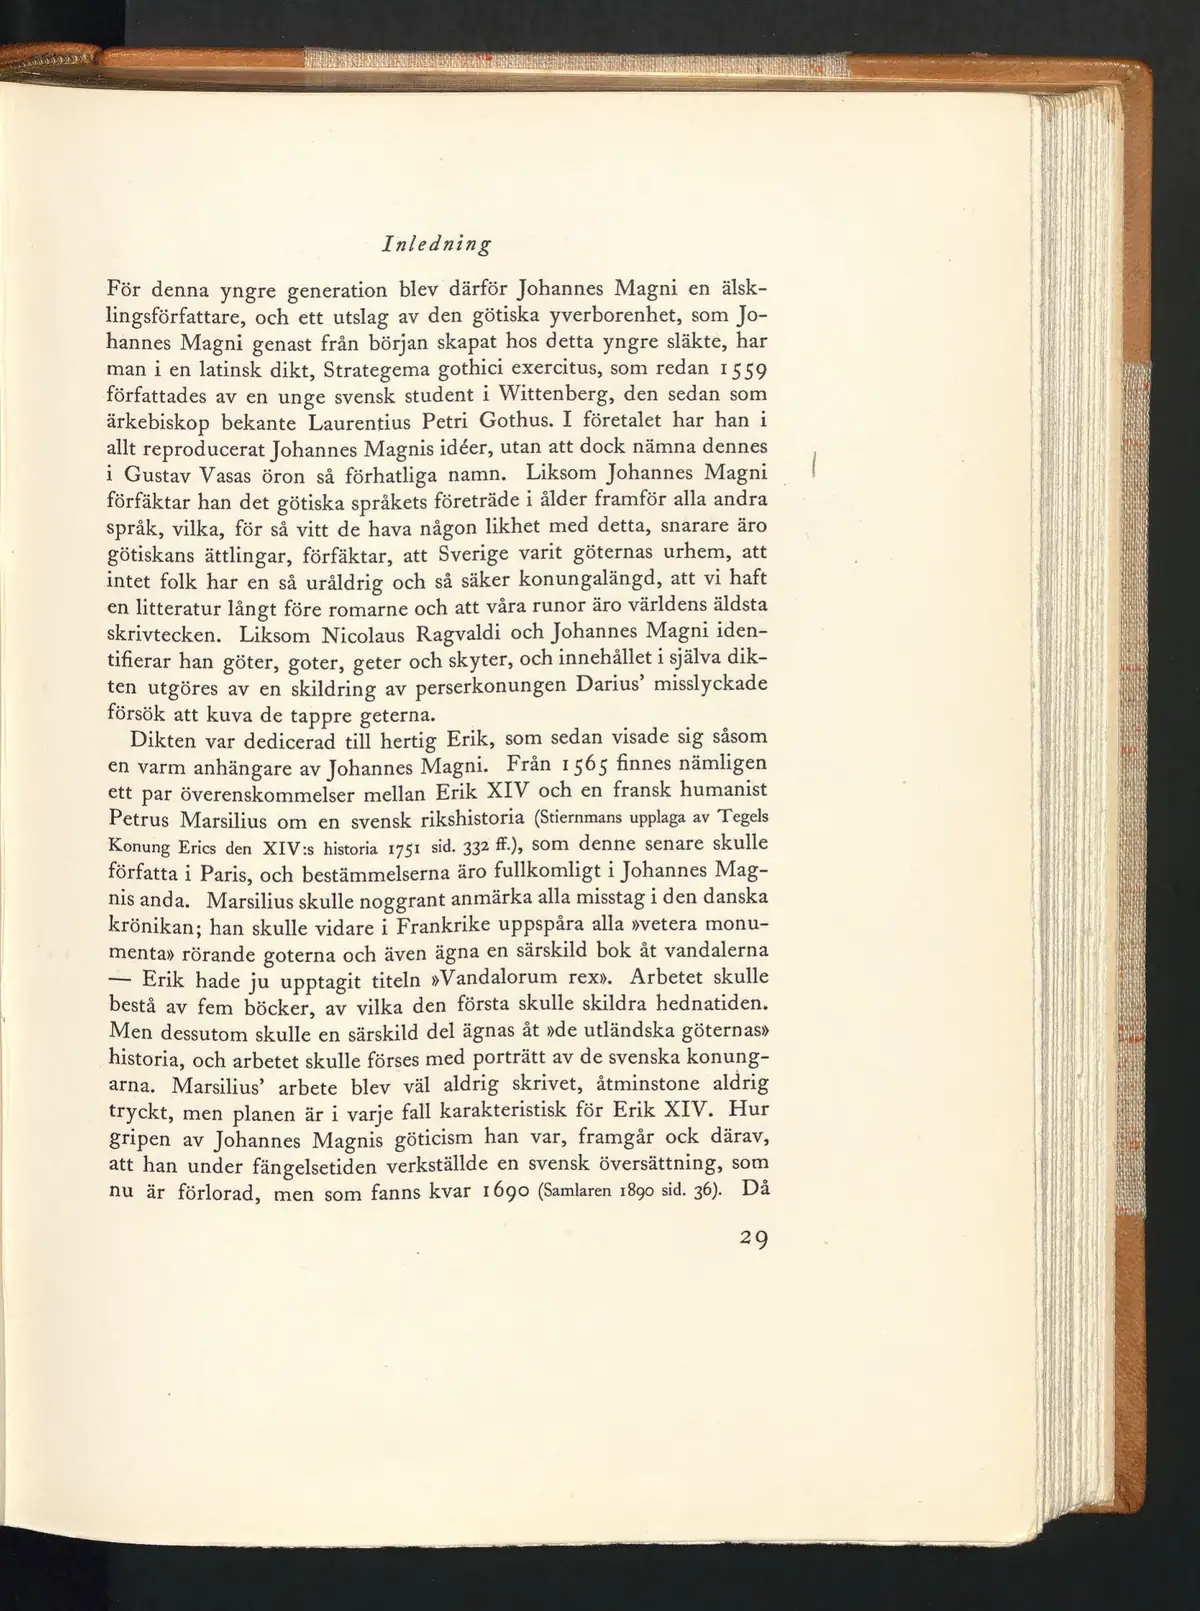 Inledning
För denna yngre generation blev därför Johannes Magni en älsk-
lingsförfattare, och ett utslag av den götiska yverborenhet, som Jo-
hannes Magni genast från början skapat hos detta yngre släkte, har
man i en latinsk dikt, Strategema gothici exercitus, som redan 1559
författades av en unge svensk student i Wittenberg, den sedan som
ärkebiskop bekante Laurentius Petri Gothus. I företalet har han i
allt reproducerat Johannes Magnis idéer, utan att dock nämna dennes
i Gustav Vasas öron så förhatliga namn. Liksom Johannes Magni
förfäktar han det götiska språkets företräde i ålder framför alla andra
språk, vilka, för så vitt de hava någon likhet med detta, snarare äro
götiskans ättlingar, förfäktar, att Sverige varit göternas urhem, att
intet folk har en så uråldrig och så säker konungalängd, att vi haft
en litteratur långt före romarne och att våra runor äro världens äldsta
skrivtecken. Liksom Nicolaus Ragvaldi och Johannes Magni iden-
tifierar han göter, goter, geter och skyter, och innehållet i själva dik-
ten utgöres av en skildring av perserkonungen Darius’ misslyckade
försök att kuva de tappre geterna.
Dikten var dedicerad till hertig Erik, som sedan visade sig såsom
en varm anhängare av Johannes Magni. Från 1565 finnes nämligen
ett par överenskommelser mellan Erik XIV och en fransk humanist
Petrus Marsilius om en svensk rikshistoria (Stiernmans upplaga av Tegels
Konung Erics den XIV:s historia 1751 sid. 332 ff.), som denne senare skulle
författa i Paris, och bestämmelserna äro fullkomligt i Johannes Mag-
nis anda. Marsilius skulle noggrant anmärka alla misstag i den danska
krönikan; han skulle vidare i Frankrike uppspåra alla »vetera monu-
menta» rörande goterna och även ägna en särskild bok åt vandalerna
— Erik hade ju upptagit titeln »Vandalorum rex». Arbetet skulle
bestå av fem böcker, av vilka den första skulle skildra hednatiden.
Men dessutom skulle en särskild del ägnas åt »de utländska göternas»
historia, och arbetet skulle förses med porträtt av de svenska konung-
arna. Marsilius’ arbete blev väl aldrig skrivet, åtminstone aldrig
tryckt, men planen är i varje fall karakteristisk för Erik XIV. Hur
gripen av Johannes Magnis göticism han var, framgår ock därav,
att han under fängelsetiden verkställde en svensk översättning, som
nu är förlorad, men som fanns kvar 1690 (Samlaren 1890 sid. 36). Då
29